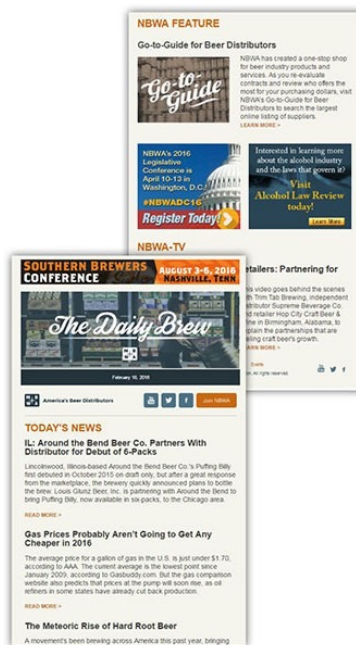 NBWA FEATURE
Go-to-Guide for Beer Distributors
Go-to-
Guide
NBWA has created a one-stop shop
for beer industry products and
services. As you re-evaluate
contracts and review who offers the
most for your purchasing dollars, visit
NBWA's Go-to-Guide for Beer
Distributors to search the largest
online listing of suppliers.
LEARN MORE >
NBWA's 2016
Legislative
Conference is
April 10-13 in
Washington, D.C.!
#NBWADC16
Register Today!
Interested in learning more
about the alcohol industry
and the laws that govern it?
Visit
Alcohol Law Review
today!
Learn More
NBWA-TV
etailers: Partnering for
is video goes behind the scenes
th Trim Tab Brewing, independent
distributor Supreme Beverage Co.
nd retailer Hop City Craft Beer &
ine in Birmingham, Alabama, to
plain the partnerships that are
eling craft beer's growth.
ARN MORE >
SOUTHERN BREWERS
CONFERENCE
AUGUST 3-6, 2016
NASHVILLE, TENN
The Daily Brew
America's Beer Distributors
Join NBWA
TODAY'S NEWS
IL: Around the Bend Beer Co. Partners With
Distributor for Debut of 6-Packs
Lincolnwood, Illinois-based Around the Bend Beer Co.'s Puffing Billy
first debuted in October 2015 on draft only, but after a great response
from the marketplace, the brewery quickly announced plans to bottle
the brew. Louis Glunz Beer, Inc. is partnering with Around the Bend to
bring Puffing Billy, now available in six-packs, to the Chicago area.
READ MORE >
Gas Prices Probably Aren't Going to Get Any
Cheaper in 2016
The average price for a gallon of gas in the U.S. is just under $1.70,
according to AAA. The current average is the lowest point since
January 2009, according to Gasbuddy.com. But the gas comparison
website also predicts that prices at the pump will soon rise, as oil
refiners in some states have already cut back production.
READ MORE >
The Meteoric Rise of Hard Root Beer
A movement's been brewing across America this past year, bringing